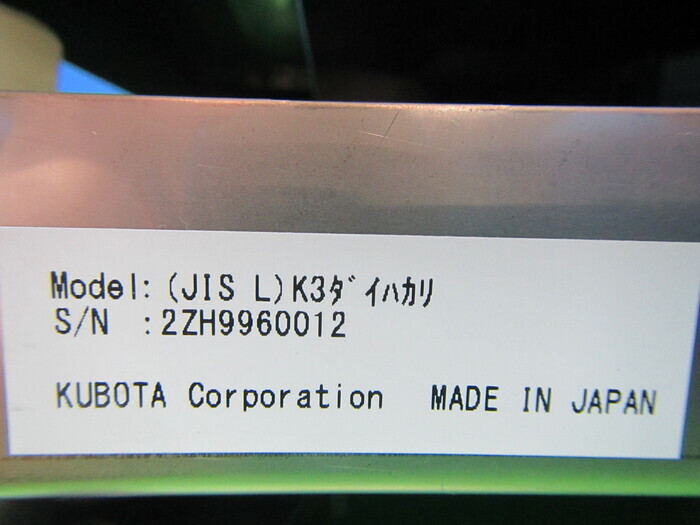 Model: (JIS L)K3ﾀﾞｲﾊｶﾘ
S/N :2ZH9960012
KUBOTA Corporation MADE IN JAPAN